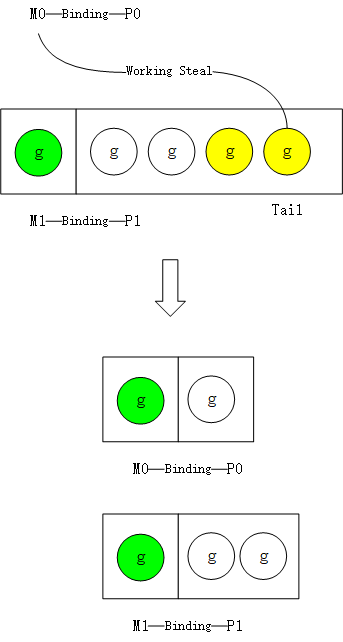 M0—Binding—P0
Working Steal
g g g g g
Tail
M1—Binding—P1
g g
M0—Binding—P0
g g g
M1—Binding—P1